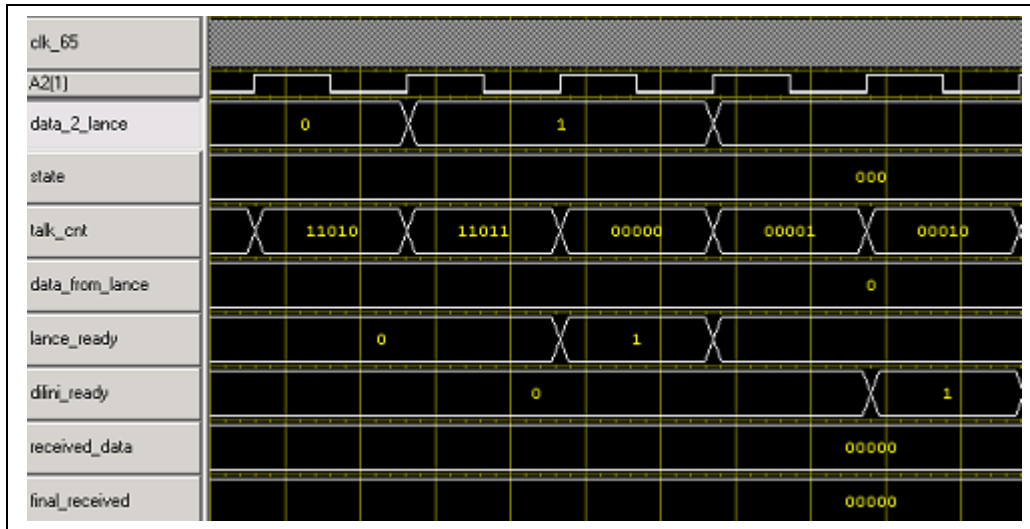 clk_65
A2[1]
data_2_lance 0 1
state 000
talk_cnt 11010 11011 00000 00001 00010
data_from_lance 0
lance_ready 0 1
dilini_ready 0 1
received_data 00000
final_received 00000